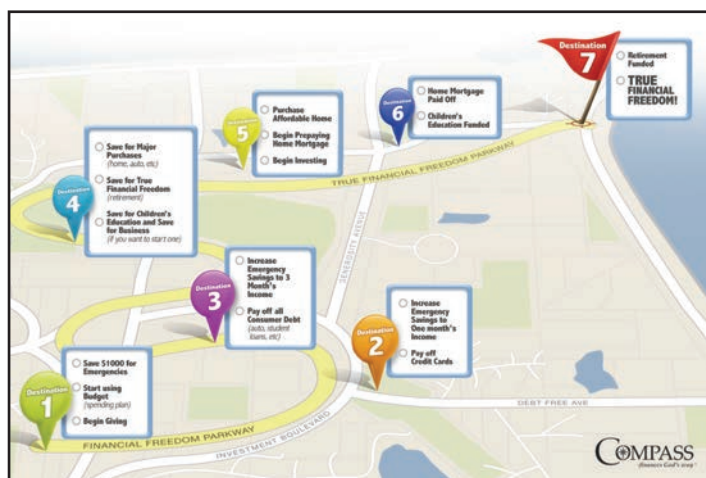 Destination
1
Save $1000 for
Emergencies
Start using
Budget
(spending plan)
Begin Giving
Destination
2
Increase
Emergency
Savings to
One month's
Income
Pay off
Credit Cards
Destination
3
Increase
Emergency
Savings to 3
Month's
Income
Pay off all
Consumer Debt
(auto, student
loans, etc)
Destination
4
Save for Major
Purchases
(home, auto, etc)
Save for True
Financial Freedom
(retirement)
Save for Children's
Education and Save
for Business
(if you want to start one)
Destination
5
Purchase
Affordable Home
Begin Prepaying
Home Mortgage
Begin Investing
Destination
6
Home Mortgage
Paid Off
Children's
Education Funded
Destination
7
Retirement
Funded
TRUE
FINANCIAL
FREEDOM!
TRUE FINANCIAL FREEDOM PARKWAY
GENEROSITY AVENUE
FINANCIAL FREEDOM PARKWAY
INVESTMENT BOULEVARD
DEBT FREE AVE
COMPASS
finances God's way